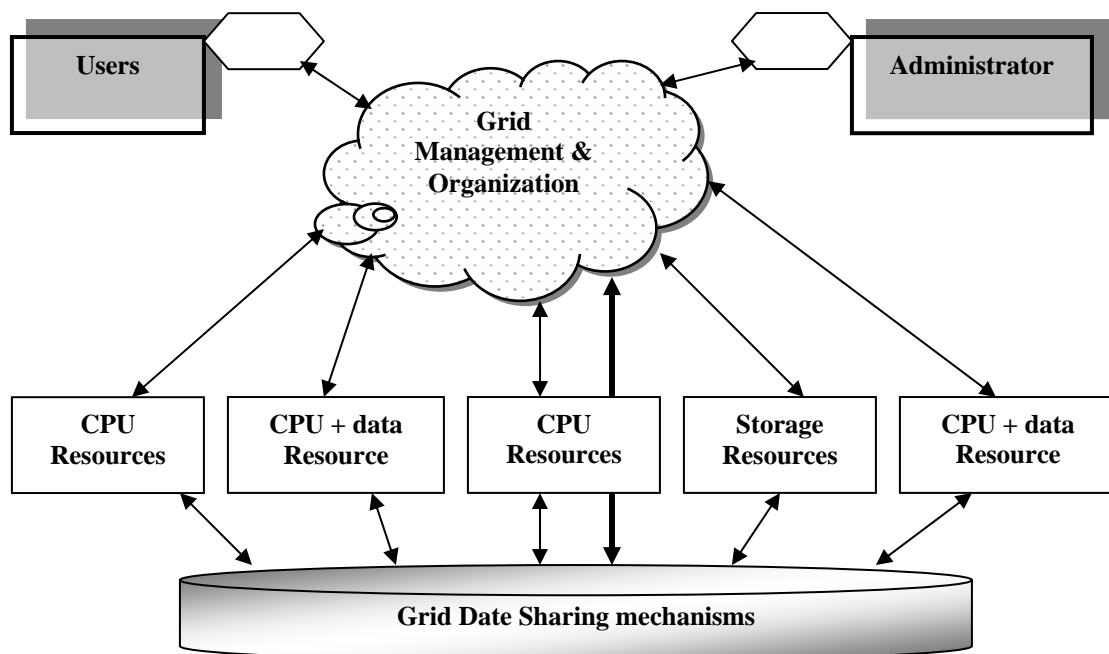 Users
Administrator
Grid
Management &
Organization
CPU
Resources
CPU + data
Resource
CPU
Resources
Storage
Resources
CPU + data
Resource
Grid Date Sharing mechanisms